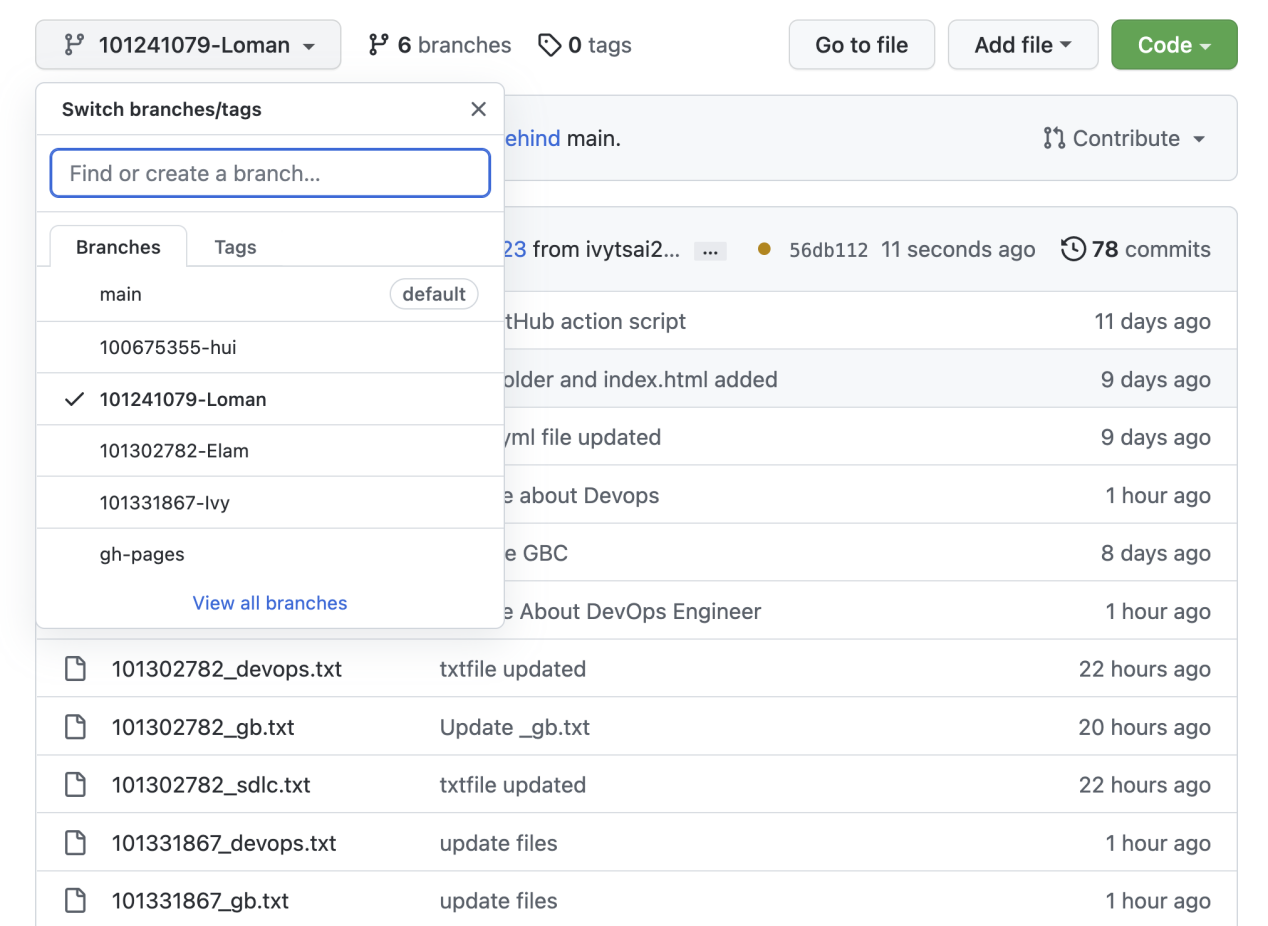 101241079-Loman 6 branches 0 tags Go to file Add file Code
Switch branches/tags
main. Contribute
Find or create a branch...
Branches Tags
23 from ivytsai2... ... 56db112 11 seconds ago 78 commits
main default
action script 11 days ago
100675355-hui
and index.html added 9 days ago
101241079-Loman
file updated 9 days ago
101302782-Elam
about Devops 1 hour ago
101331867-Ivy
GBC 8 days ago
gh-pages
View all branches
About DevOps Engineer 1 hour ago
101302782_devops.txt txtfile updated 22 hours ago
101302782_gb.txt Update _gb.txt 20 hours ago
101302782_sdlc.txt txtfile updated 22 hours ago
101331867_devops.txt update files 1 hour ago
101331867_gb.txt update files 1 hour ago